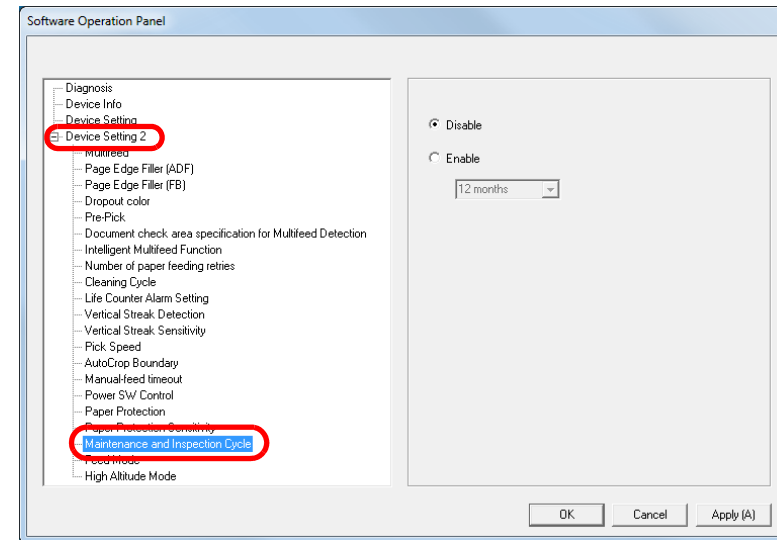 Software Operation Panel
Diagnosis
Device Info
Device Setting
Device Setting 2
Multifeed
Page Edge Filler (ADF)
Page Edge Filler (FB)
Dropout color
Pre-Pick
Document check area specification for Multifeed Detection
Intelligent Multifeed Function
Number of paper feeding retries
Cleaning Cycle
Life Counter Alarm Setting
Vertical Streak Detection
Vertical Streak Sensitivity
Pick Speed
AutoCrop Boundary
Manual-feed timeout
Power SW Control
Paper Protection
Paper Protection Sensitivity
Maintenance and Inspection Cycle
Feed Mode
High Altitude Mode
Disable
Enable
12 months
OK Cancel Apply (A)